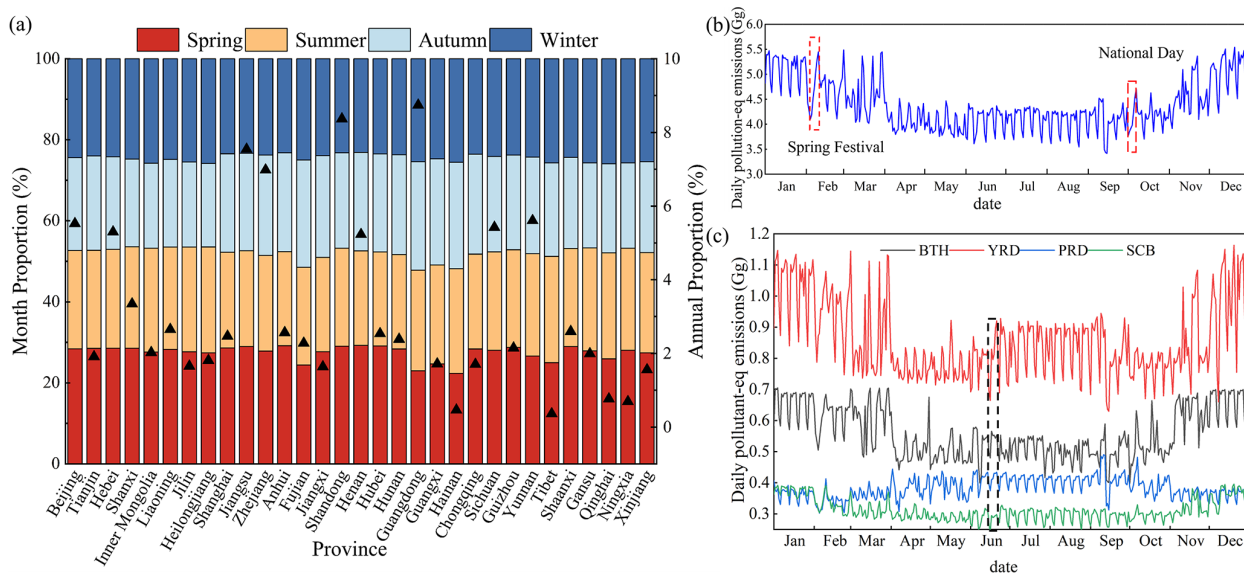 (a)
Spring Summer Autumn Winter
Month Proportion (%)
100
80
60
40
20
0
Annual Proportion (%)
10
8
6
4
2
0
Beijing
Tianjin
Hebei
Shanxi
Inner Mongolia
Liaoning
Jilin
Heilongjiang
Shanghai
Jiangsu
Zhejiang
Anhui
Fujian
Jiangxi
Shandong
Henan
Hubei
Hunan
Guangdong
Guangxi
Hainan
Chongqing
Sichuan
Guizhou
Yunnan
Tibet
Shaanxi
Gansu
Qinghai
Ningxia
Xinjiang
Province
(b)
Daily pollution-eq emissions (Gg)
6.0
5.5
5.0
4.5
4.0
3.5
3.0
Spring Festival
National Day
Jan Feb Mar Apr May Jun Jul Aug Sep Oct Nov Dec
date
(c)
Daily pollutant-eq emissions (Gg)
1.2
1.1
1.0
0.9
0.8
0.7
0.6
0.5
0.4
0.3
BTH YRD PRD SCB
Jan Feb Mar Apr May Jun Jul Aug Sep Oct Nov Dec
date